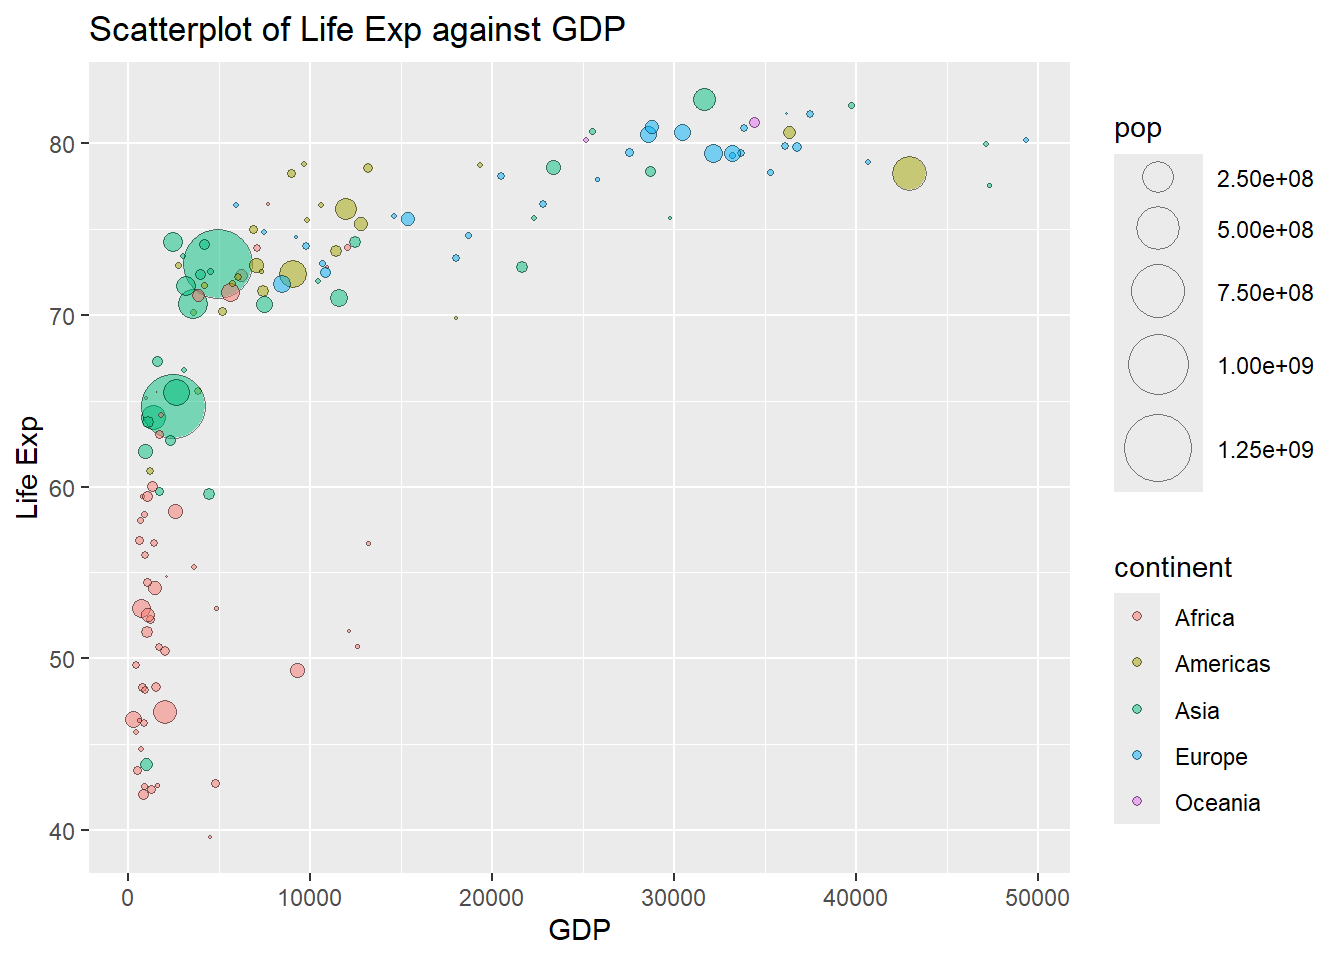 Scatterplot of Life Exp against GDP
80
70
60
50
40
Life Exp
0 10000 20000 30000 40000 50000
GDP
pop
2.50e+08
5.00e+08
7.50e+08
1.00e+09
1.25e+09
continent
Africa
Americas
Asia
Europe
Oceania